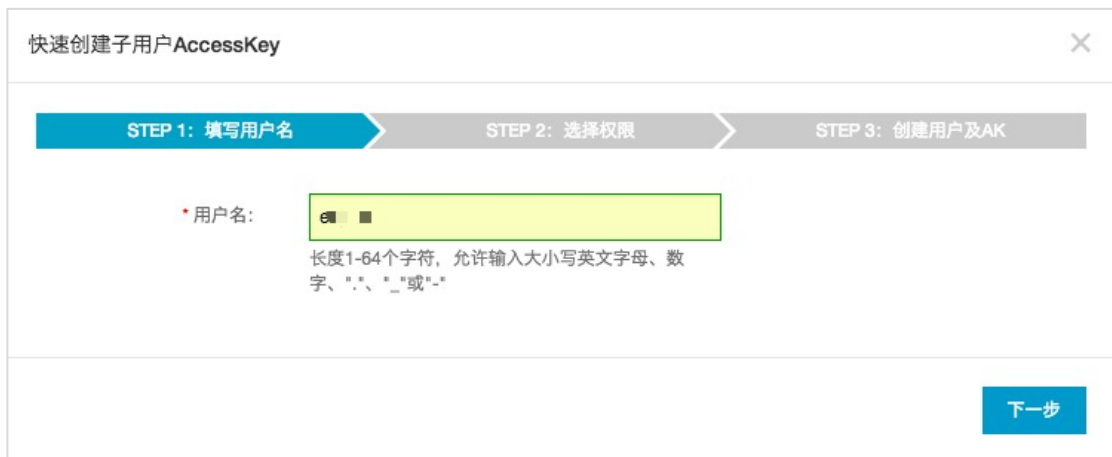 快速创建子用户AccessKey
STEP 1：填写用户名
STEP 2：选择权限
STEP 3：创建用户及AK
*用户名：
长度1-64个字符，允许输入大小写英文字母、数
字、"."、"_"或"-"
下一步